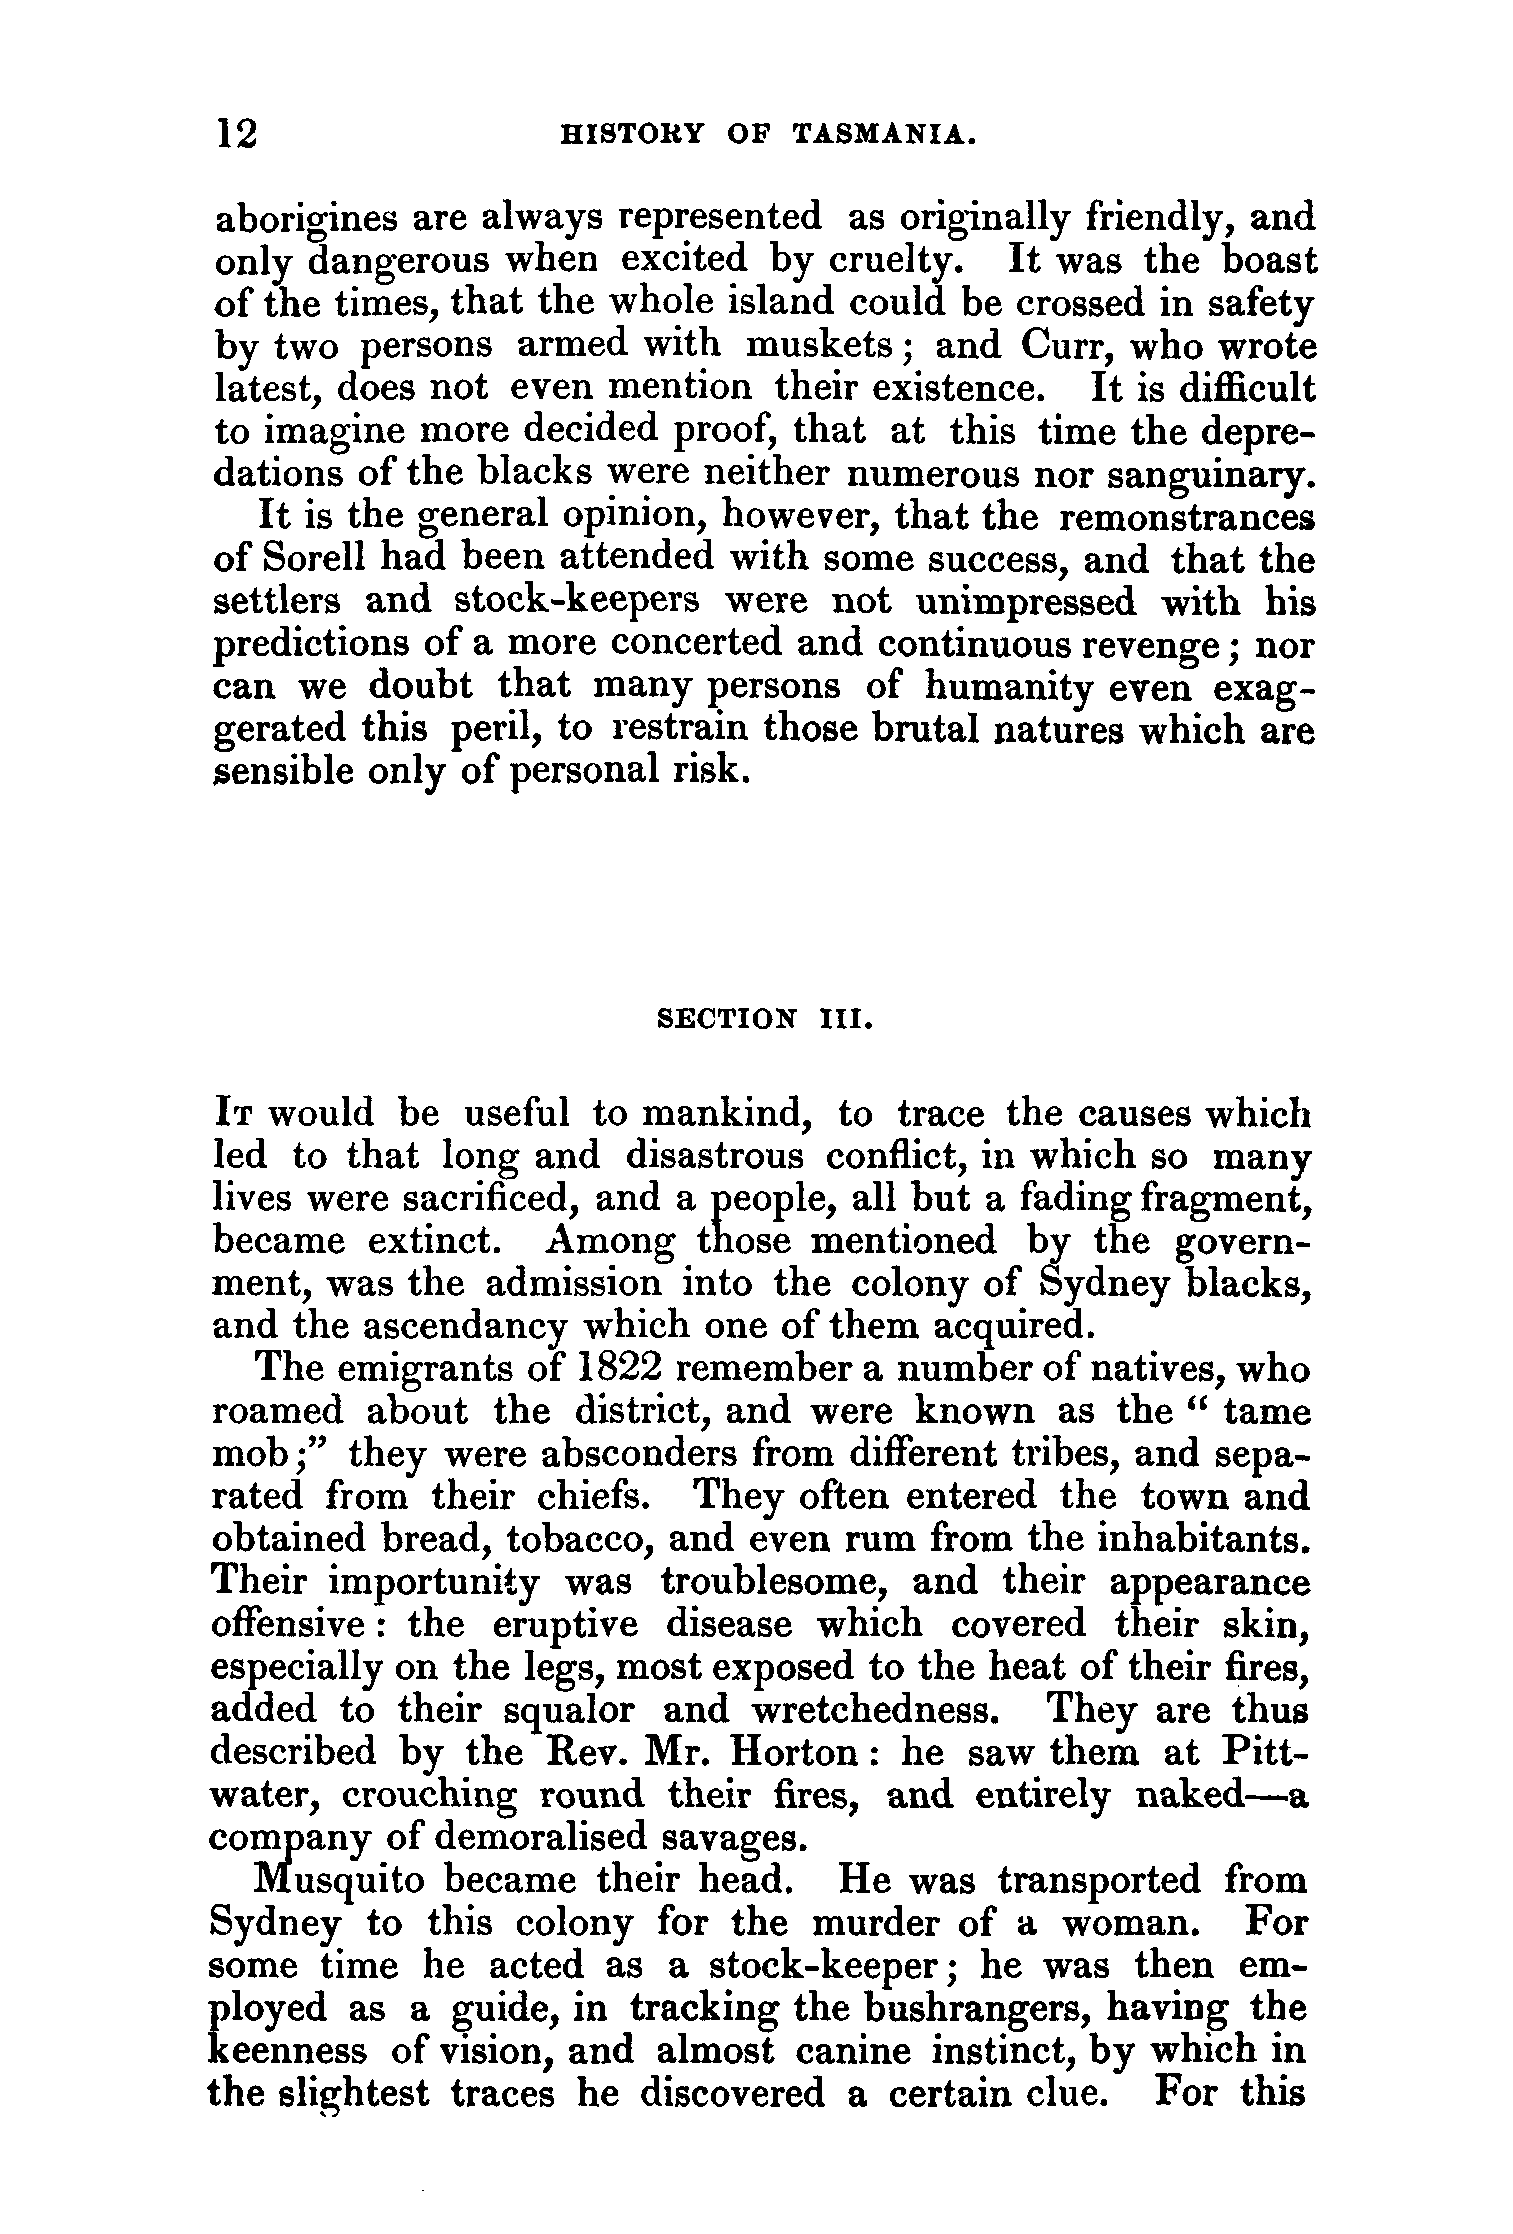 12 HISTORY OF TASMANIA.
aborigines are always represented as originally friendly, and
only dangerous when excited by cruelty. It was the boast
of the times, that the whole island could be crossed in safety
by two persons armed with muskets; and Curr, who wrote
latest, does not even mention their existence. It is difficult
to imagine more decided proof, that at this time the depre-
dations of the blacks were neither numerous nor sanguinary.
It is the general opinion, however, that the remonstrances
of Sorell had been attended with some success, and that the
settlers and stock-keepers were not unimpressed with his
predictions of a more concerted and continuous revenge; nor
can we doubt that many persons of humanity even exag-
gerated this peril, to restrain those brutal natures which are
sensible only of personal risk.
SECTION III.
IT would be useful to mankind, to trace the causes which
led to that long and disastrous conflict, in which so many
lives were sacrificed, and a people, all but a fading fragment,
became extinct. Among those mentioned by the govern-
ment, was the admission into the colony of Sydney blacks,
and the ascendancy which one of them acquired.
The emigrants of 1822 remember a number of natives, who
roamed about the district, and were known as the “ tame
mob;” they were absconders from different tribes, and sepa-
rated from their chiefs. They often entered the town and
obtained bread, tobacco, and even rum from the inhabitants.
Their importunity was troublesome, and their appearance
offensive: the eruptive disease which covered their skin,
especially on the legs, most exposed to the heat of their fires,
added to their squalor and wretchedness. They are thus
described by the Rev. Mr. Horton: he saw them at Pitt-
water, crouching round their fires, and entirely naked—a
company of demoralised savages.
Musquito became their head. He was transported from
Sydney to this colony for the murder of a woman. For
some time he acted as a stock-keeper; he was then em-
ployed as a guide, in tracking the bushrangers, having the
keenness of vision, and almost canine instinct, by which in
the slightest traces he discovered a certain clue. For this